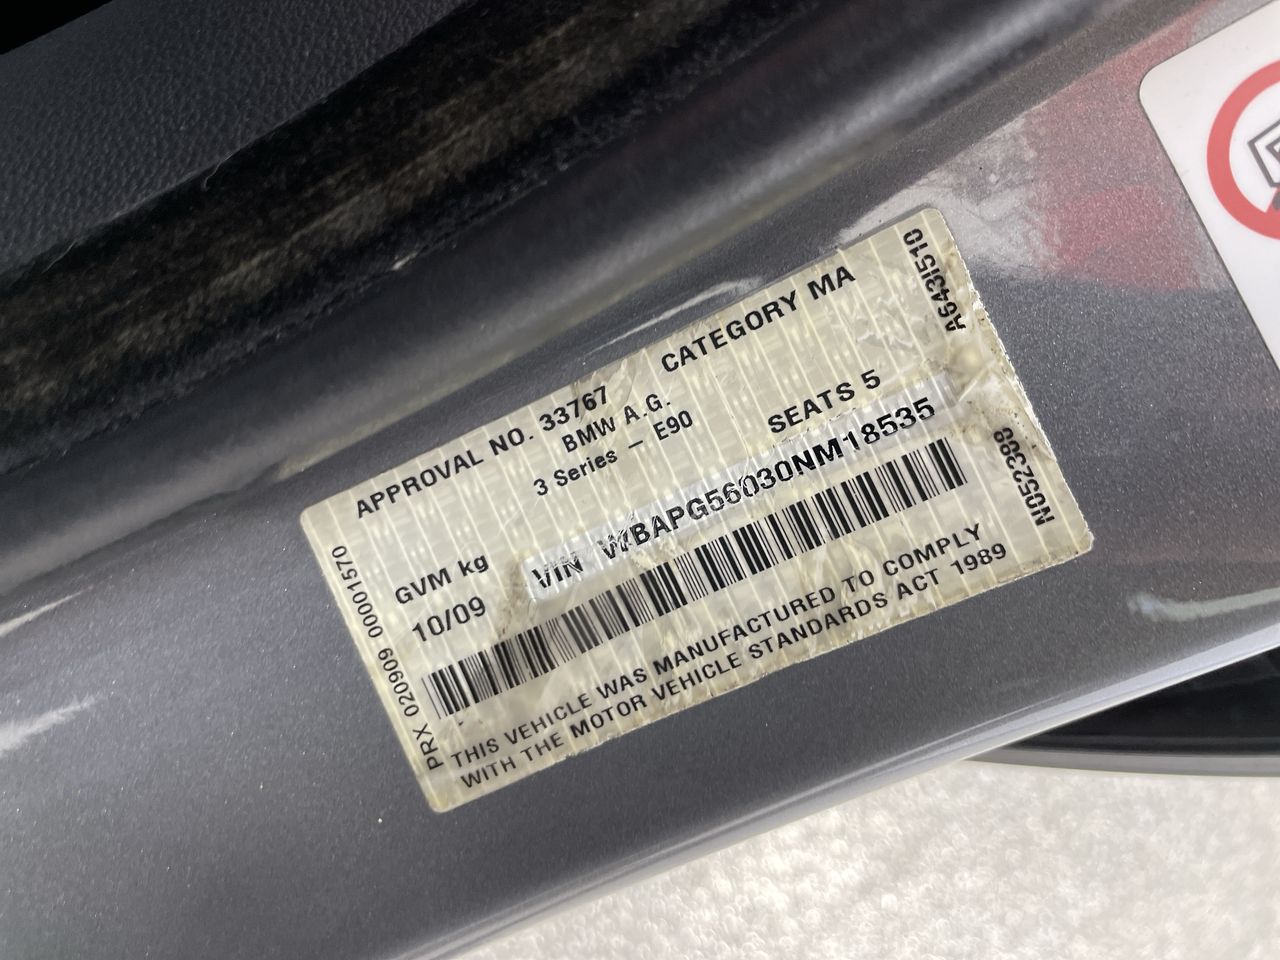 APPROVAL NO. 33767 CATEGORY MA
BMW A.G.
3 Series - E90 SEATS 5
GVM kg VIN WBAPG56030NM18535
10/09
THIS VEHICLE WAS MANUFACTURED TO COMPLY
WITH THE MOTOR VEHICLE STANDARDS ACT 1989
PRX 020909 00001570
A643I510
N052388